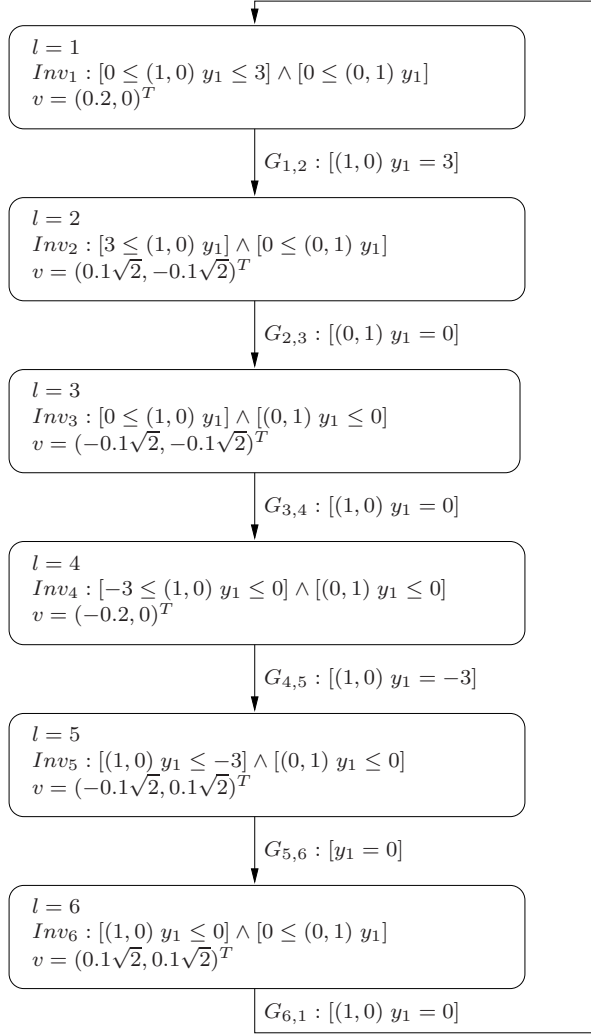 l = 1
Inv₁ : [0 ≤ (1, 0) y₁ ≤ 3] ∧ [0 ≤ (0, 1) y₁]
v = (0.2, 0)ᵀ
G₁,₂ : [(1, 0) y₁ = 3]
l = 2
Inv₂ : [3 ≤ (1, 0) y₁] ∧ [0 ≤ (0, 1) y₁]
v = (0.1√2, −0.1√2)ᵀ
G₂,₃ : [(0, 1) y₁ = 0]
l = 3
Inv₃ : [0 ≤ (1, 0) y₁] ∧ [(0, 1) y₁ ≤ 0]
v = (−0.1√2, −0.1√2)ᵀ
G₃,₄ : [(1, 0) y₁ = 0]
l = 4
Inv₄ : [−3 ≤ (1, 0) y₁ ≤ 0] ∧ [(0, 1) y₁ ≤ 0]
v = (−0.2, 0)ᵀ
G₄,₅ : [(1, 0) y₁ = −3]
l = 5
Inv₅ : [(1, 0) y₁ ≤ −3] ∧ [(0, 1) y₁ ≤ 0]
v = (−0.1√2, 0.1√2)ᵀ
G₅,₆ : [y₁ = 0]
l = 6
Inv₆ : [(1, 0) y₁ ≤ 0] ∧ [0 ≤ (0, 1) y₁]
v = (0.1√2, 0.1√2)ᵀ
G₆,₁ : [(1, 0) y₁ = 0]